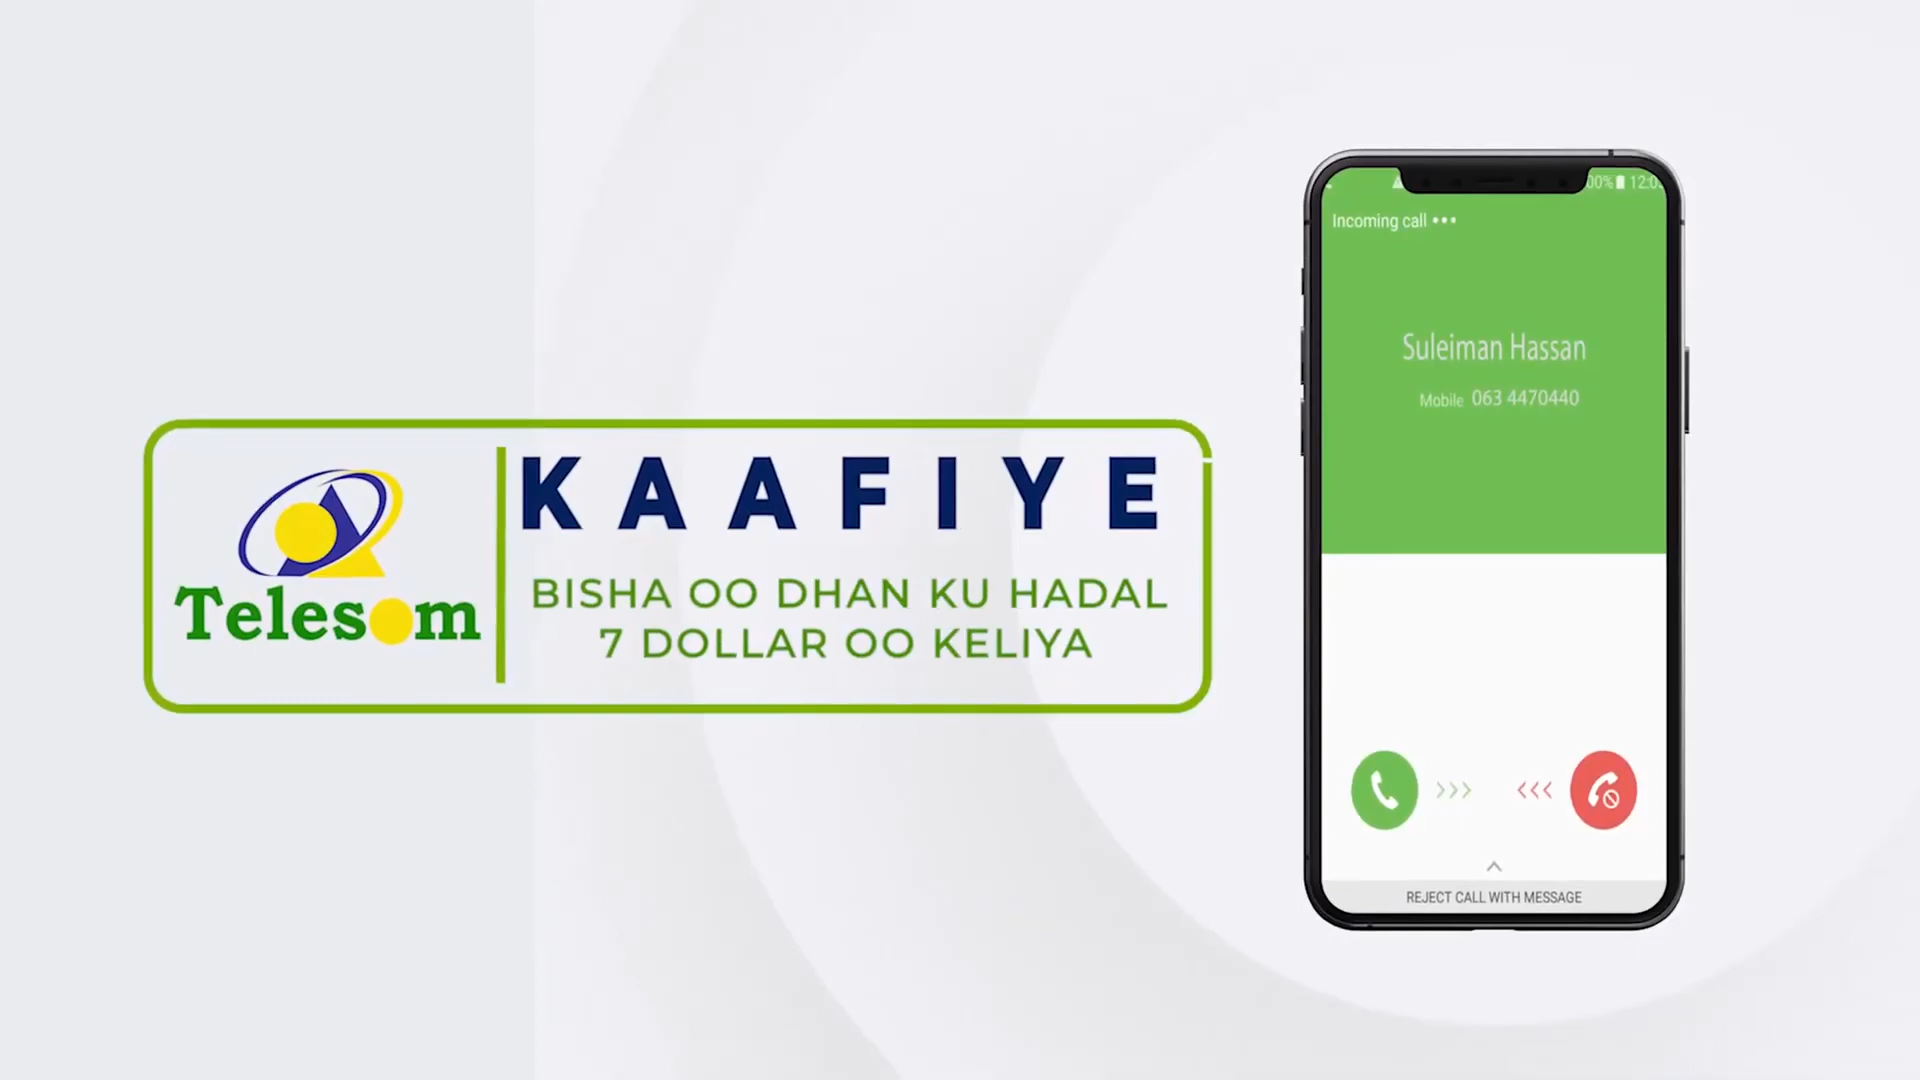 Telesom
KAAFIYE
BISHA OO DHAN KU HADAL
7 DOLLAR OO KELIYA
Incoming call •••
Suleiman Hassan
Mobile 063 4470440
REJECT CALL WITH MESSAGE